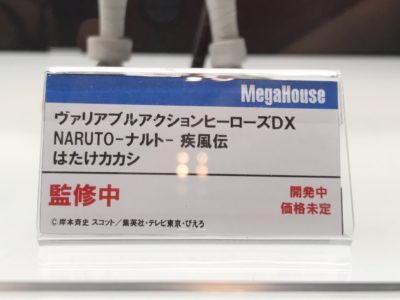 MegaHouse
ヴァリアブルアクションヒーローズDX
NARUTO-ナルト- 疾風伝
はたけカカシ
監修中
開発中
価格未定
©岸本斉史 スコット／集英社・テレビ東京・ぴえろ